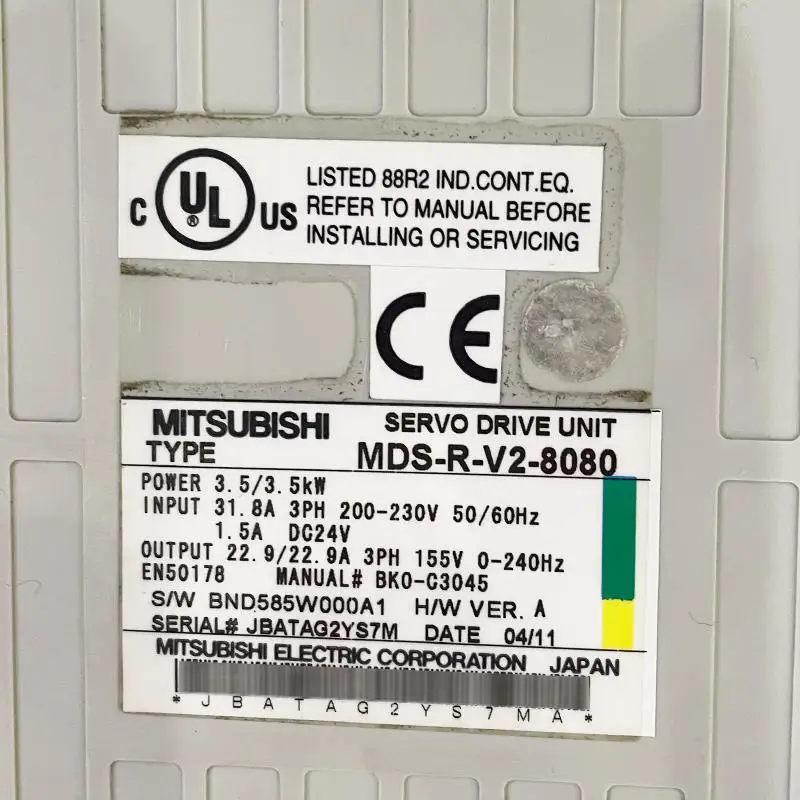 C UL ® US
LISTED 88R2 IND.CONT.EQ.
REFER TO MANUAL BEFORE
INSTALLING OR SERVICING
CE
MITSUBISHI SERVO DRIVE UNIT
TYPE MDS-R-V2-8080
POWER 3.5/3.5kW
INPUT 31.8A 3PH 200-230V 50/60Hz
1.5A DC24V
OUTPUT 22.9/22.9A 3PH 155V 0-240Hz
EN50178 MANUAL# BK0-C3045
S/W BND585W000A1 H/W VER. A
SERIAL# JBATAG2YS7M DATE 04/11
MITSUBISHI ELECTRIC CORPORATION JAPAN
* J B A T A G 2 Y S 7 M A *